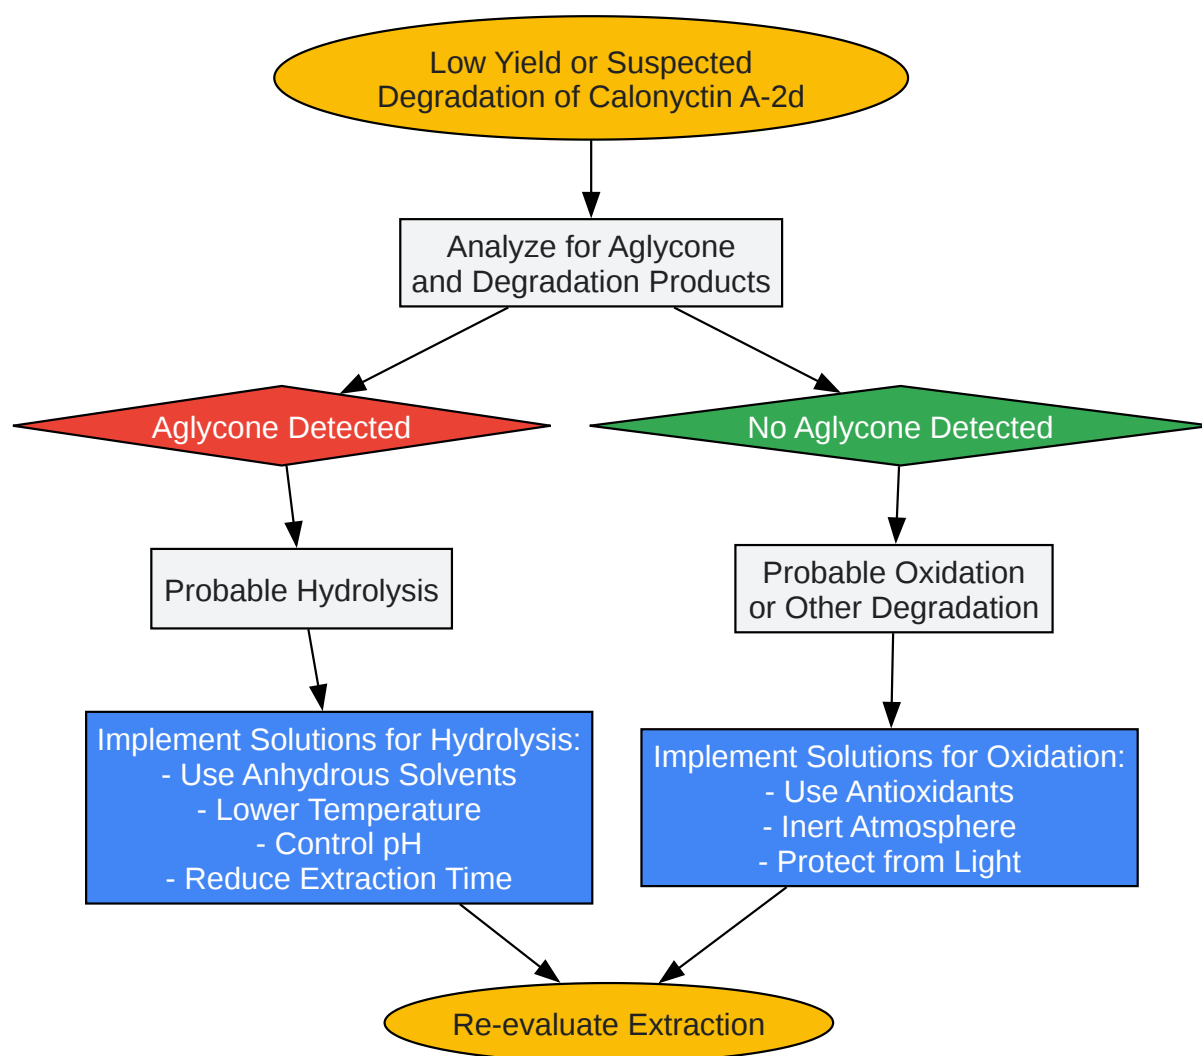 Low Yield or Suspected
Degradation of Calonyctin A-2d
Analyze for Aglycone
and Degradation Products
Aglycone Detected
No Aglycone Detected
Probable Hydrolysis
Probable Oxidation
or Other Degradation
Implement Solutions for Hydrolysis:
- Use Anhydrous Solvents
- Lower Temperature
- Control pH
- Reduce Extraction Time
Implement Solutions for Oxidation:
- Use Antioxidants
- Inert Atmosphere
- Protect from Light
Re-evaluate Extraction